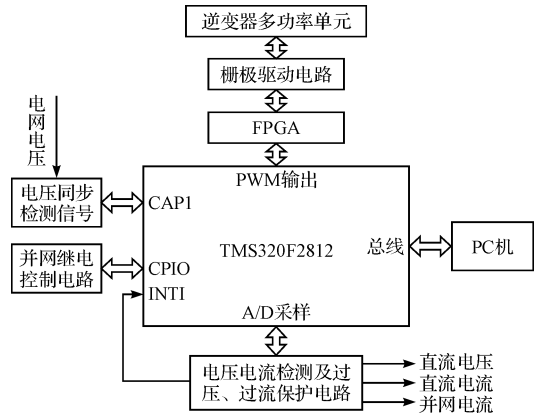 逆变器多功率单元
栅极驱动电路
FPGA
电网电压
PWM输出
电压同步
检测信号
CAP1
并网继电
控制电路
CPIO
INTI
TMS320F2812
总线
PC机
A/D采样
电压电流检测及过
压、过流保护电路
直流电压
直流电流
并网电流